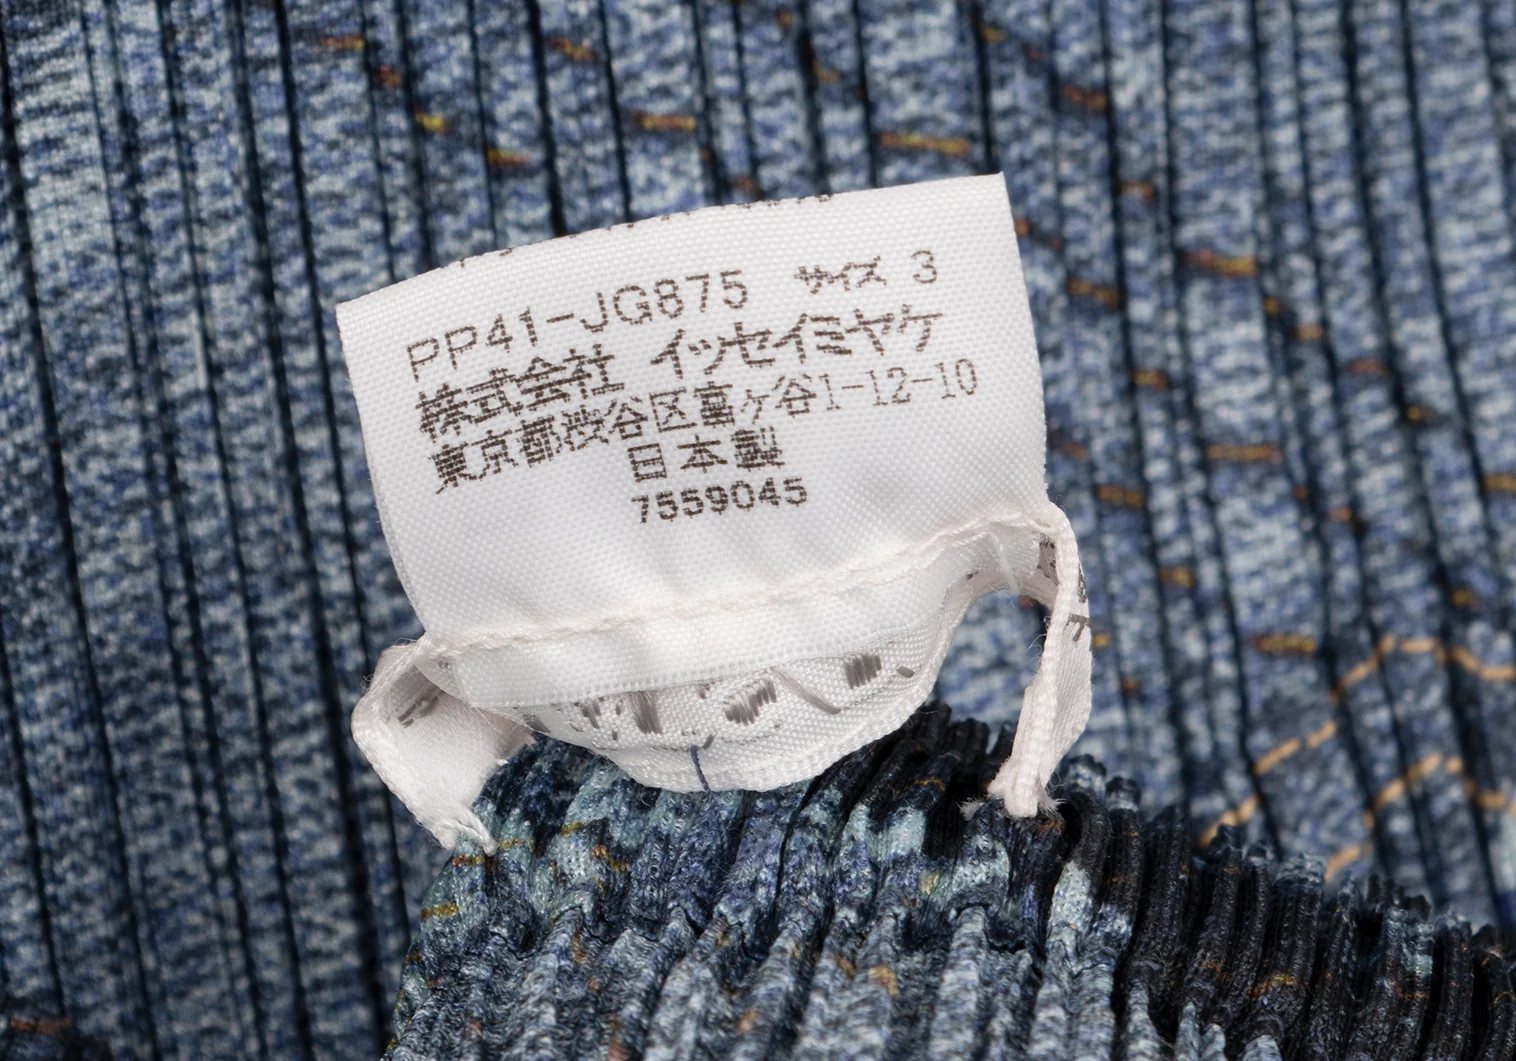 PP41-JG875 サイズ 3
株式会社 イッセイミヤケ
東京都渋谷区富ヶ谷1-12-10
日本製
7559045